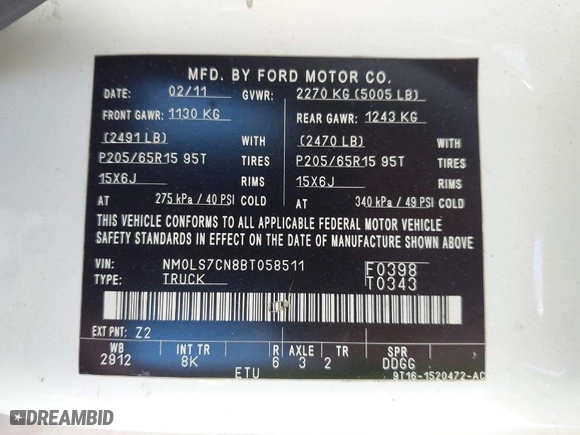 MFD. BY FORD MOTOR CO.
DATE: 02/11 GVWR: 2270 KG (5005 LB)
FRONT GAWR: 1130 KG REAR GAWR: 1243 KG
(2491 LB) WITH (2470 LB) WITH
P205/65R15 95T TIRES P205/65R15 95T TIRES
15X6J RIMS 15X6J RIMS
AT 275 kPa / 40 PSI COLD AT 340 kPa / 49 PSI COLD
THIS VEHICLE CONFORMS TO ALL APPLICABLE FEDERAL MOTOR VEHICLE
SAFETY STANDARDS IN EFFECT ON THE DATE OF MANUFACTURE SHOWN ABOVE
VIN: NM0LS7CN8BT058511 F0398
TYPE: TRUCK T0343
EXT PNT: Z2
WB INT TR R AXLE TR SPR
2912 8K 6 3 2 DDGG
ETU 9T16-1520472-AC
DREAMBID